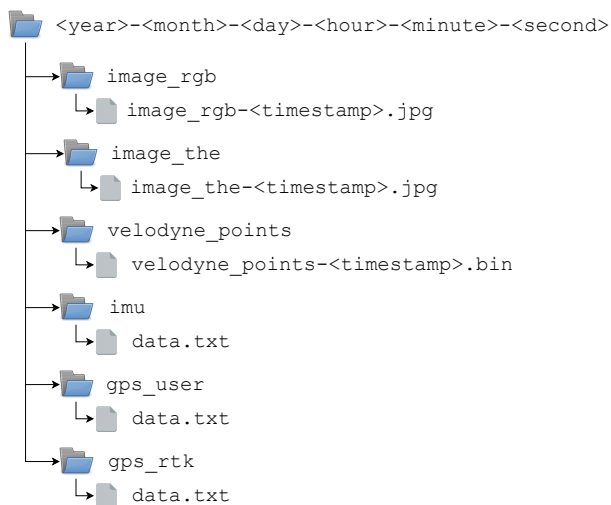 <year>-<month>-<day>-<hour>-<minute>-<second>
image_rgb
image_rgb-<timestamp>.jpg
image_the
image_the-<timestamp>.jpg
velodyne_points
velodyne_points-<timestamp>.bin
imu
data.txt
gps_user
data.txt
gps_rtk
data.txt